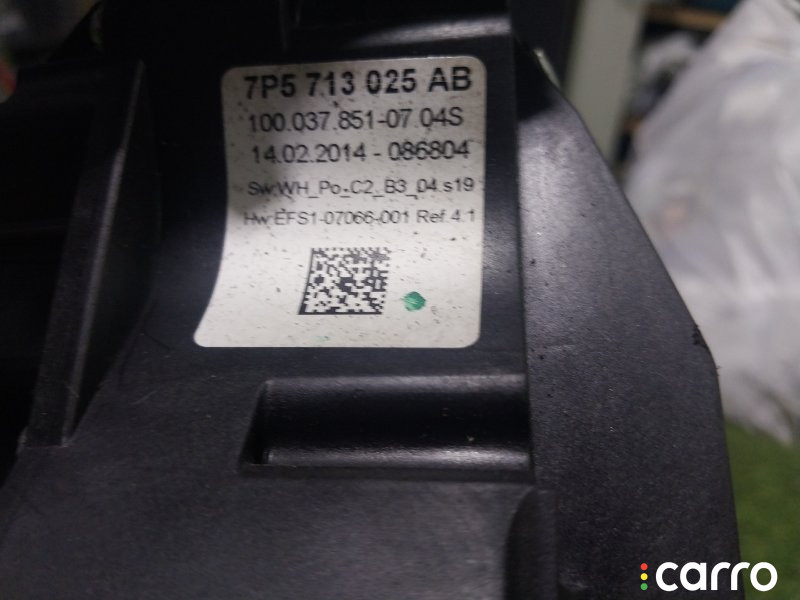 7P5 713 025 AB
100.037.851-07 04S
14.02.2014 - 086804
Sw:WH_Po_C2_B3_04.s19
Hw:EFS1-07066-001 Ref.4.1
carro